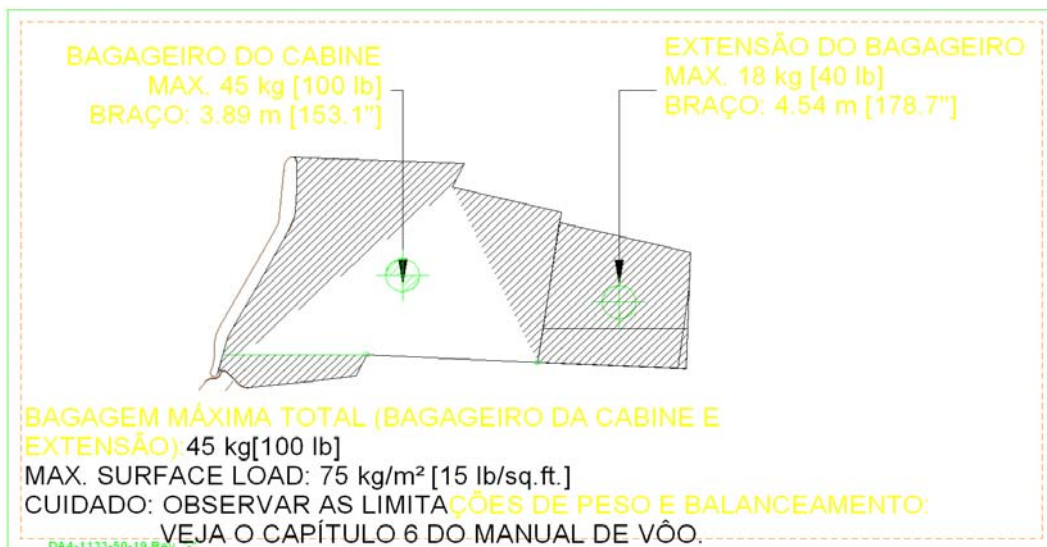 BAGAGEIRO DO CABINE
MAX. 45 kg [100 lb]
BRAÇO: 3.89 m [153.1"]
EXTENSÃO DO BAGAGEIRO
MAX. 18 kg [40 lb]
BRAÇO: 4.54 m [178.7"]
BAGAGEM MÁXIMA TOTAL (BAGAGEIRO DA CABINE E
EXTENSÃO):45 kg[100 lb]
MAX. SURFACE LOAD: 75 kg/m² [15 lb/sq.ft.]
CUIDADO: OBSERVAR AS LIMITAÇÕES DE PESO E BALANCEAMENTO:
VEJA O CAPÍTULO 6 DO MANUAL DE VÔO.